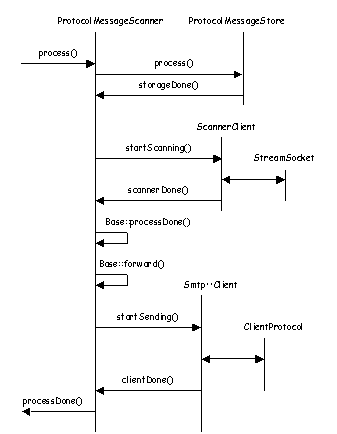 ProtocolMessageScanner
ProtocolMessageStore
process()
process()
storageDone()
ScannerClient
startScanning()
StreamSocket
scannerDone()
Base::processDone()
Base::forward()
Smtp::Client
startSending()
ClientProtocol
clientDone()
processDone()